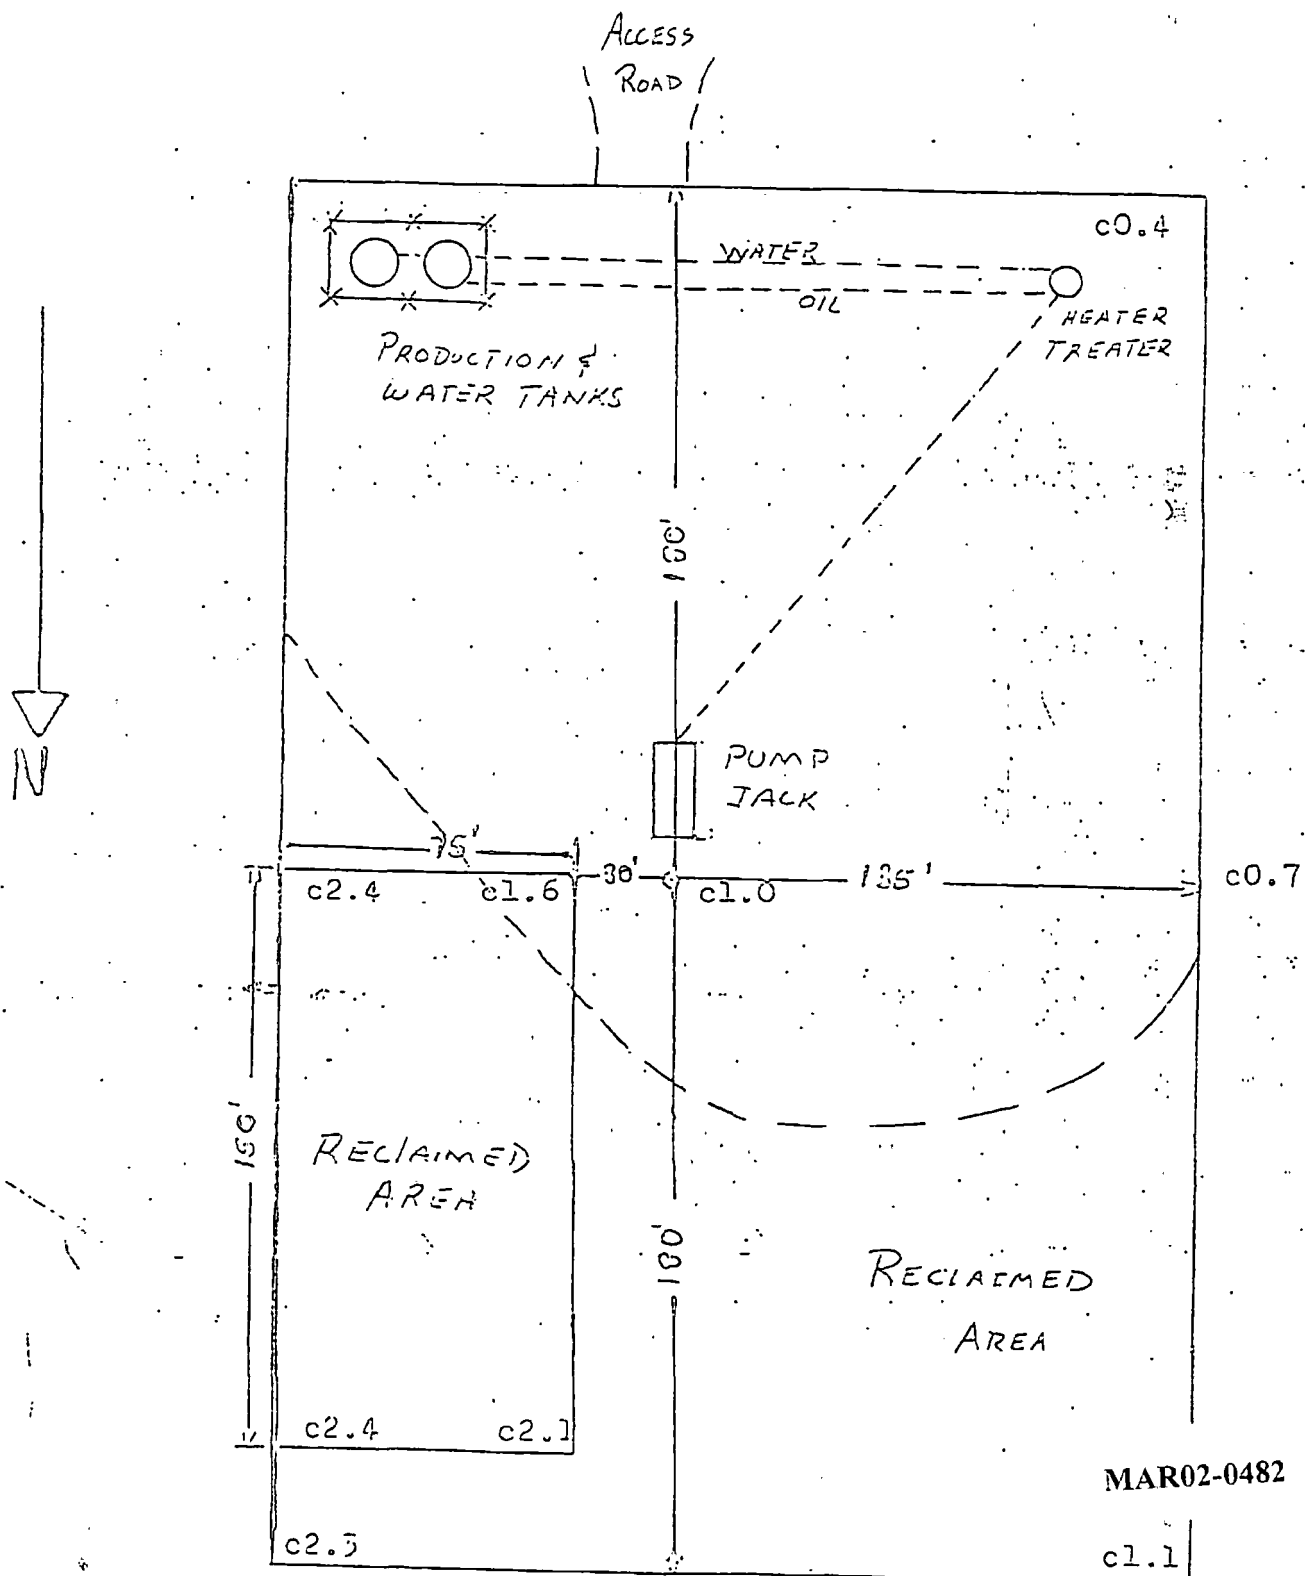 ACCESS
ROAD
c0.4
WATER
OIL
HEATER
TREATER
PRODUCTION &
WATER TANKS
180'
N
PUMP
JACK
75'
30'
135'
c2.4
c1.6
c1.0
c0.7
150'
RECLAIMED
AREA
180'
RECLAIMED
AREA
c2.4
c2.1
MAR02-0482
c1.1